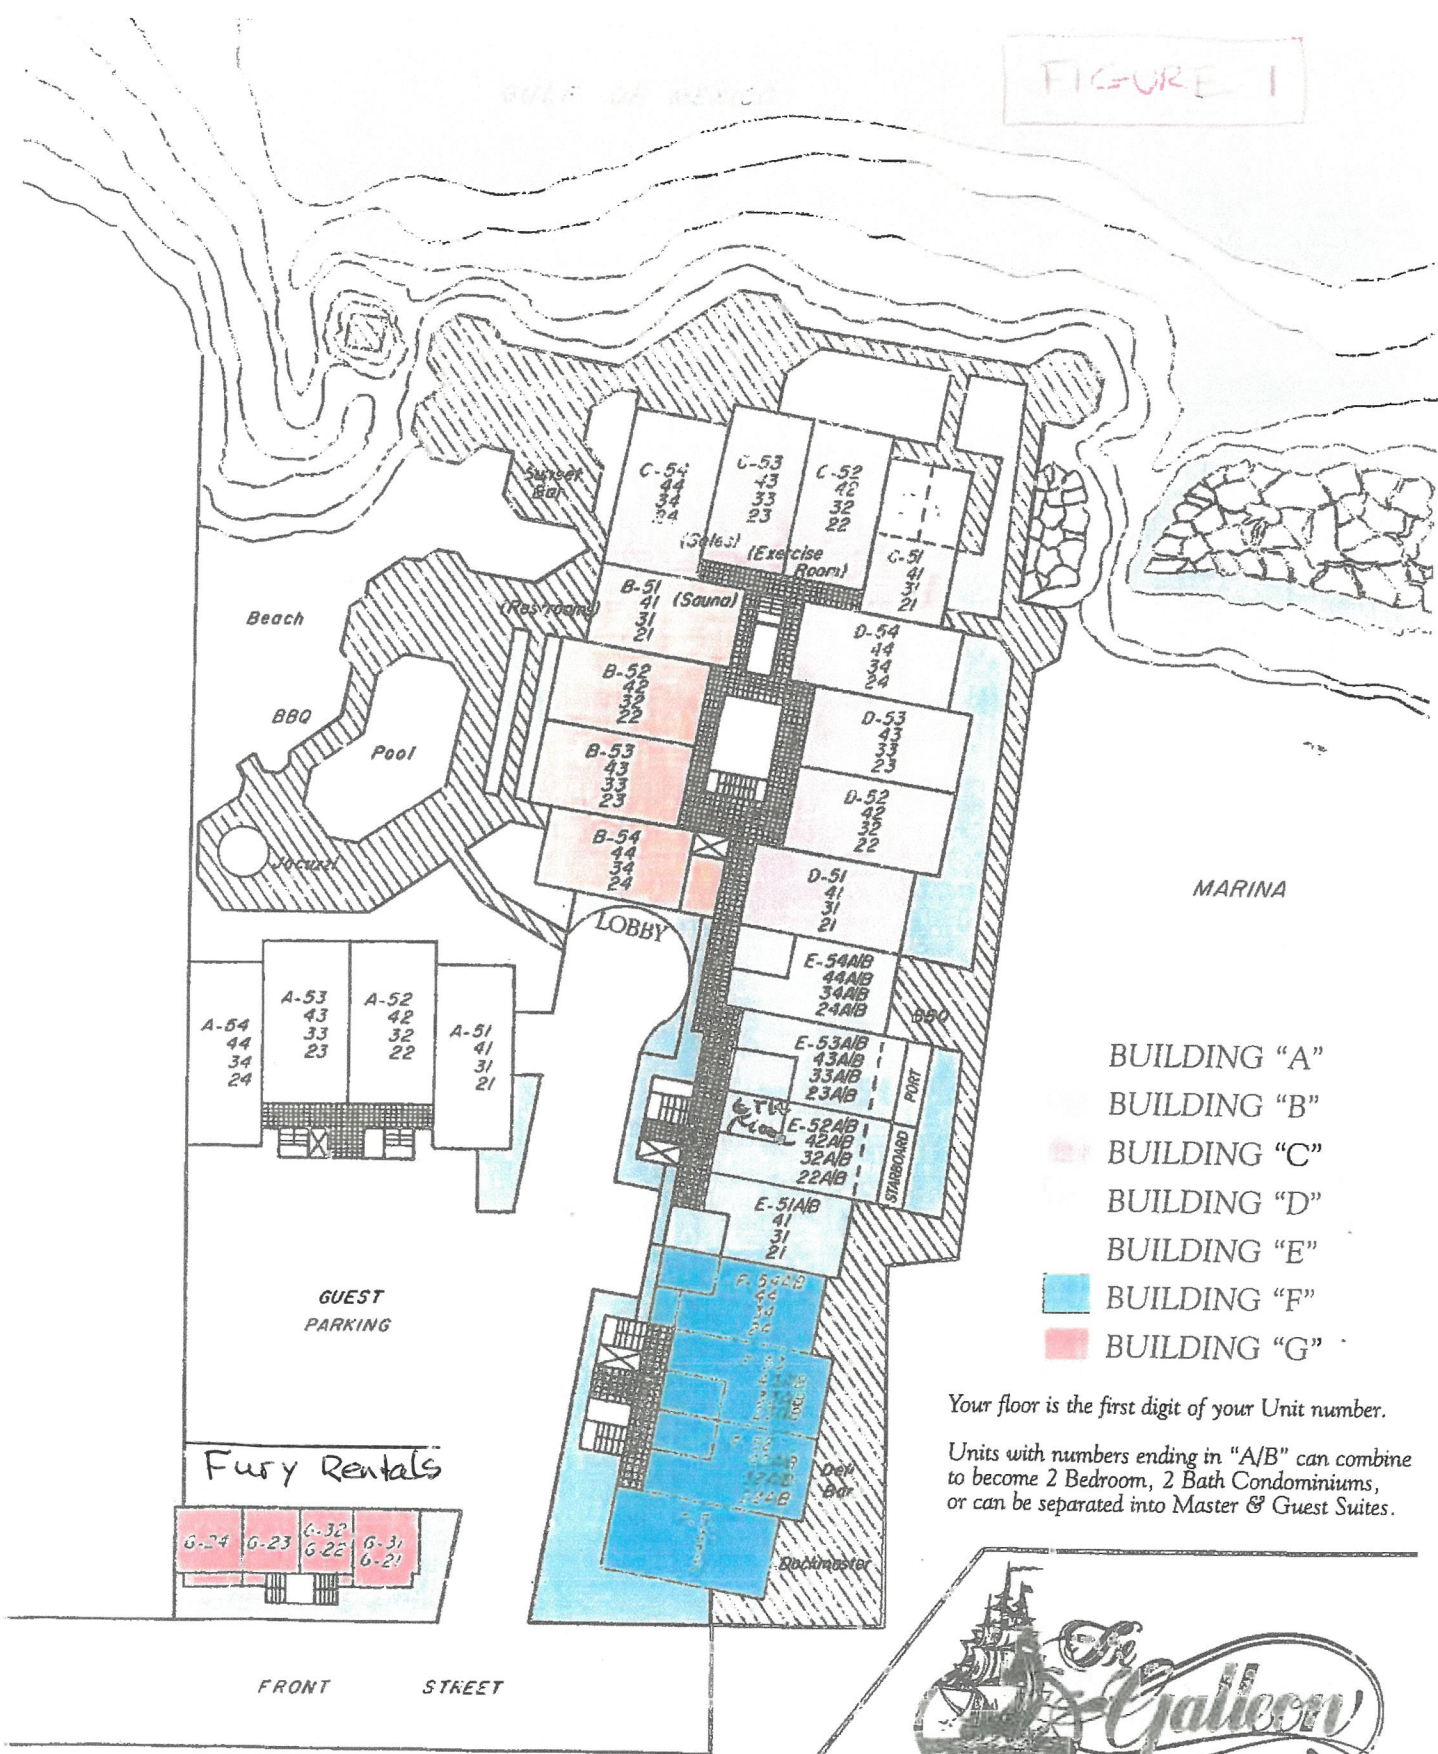 FIGURE 1
GULF OF MEXICO
C-54
44
34
24
C-53
43
33
23
C-52
42
32
22
Sunset
Bar
(Sales)
(Exercise
Room)
C-51
41
31
21
B-51
41
31
21
(Sauna)
(Restrooms)
Beach
D-54
44
34
24
B-52
42
32
22
BBQ
Pool
D-53
43
33
23
B-53
43
33
23
D-52
42
32
22
B-54
44
34
24
Jacuzzi
D-51
41
31
21
MARINA
LOBBY
E-54A/B
44A/B
34A/B
24A/B
A-54
44
34
24
A-53
43
33
23
A-52
42
32
22
A-51
41
31
21
BBQ
E-53A/B
43A/B
33A/B
23A/B
PORT
E-52A/B
42A/B
32A/B
22A/B
STARBOARD
E-51A/B
41
31
21
BUILDING "A"
BUILDING "B"
BUILDING "C"
BUILDING "D"
BUILDING "E"
BUILDING "F"
BUILDING "G"
GUEST
PARKING
F-54AB
44
34
24
Your floor is the first digit of your Unit number.
Units with numbers ending in "A/B" can combine
to become 2 Bedroom, 2 Bath Condominiums,
or can be separated into Master & Guest Suites.
Deli
Bar
Fury Rentals
G-24
G-23
G-32
G-22
G-31
G-21
Dockmaster
FRONT STREET
The
Galleon